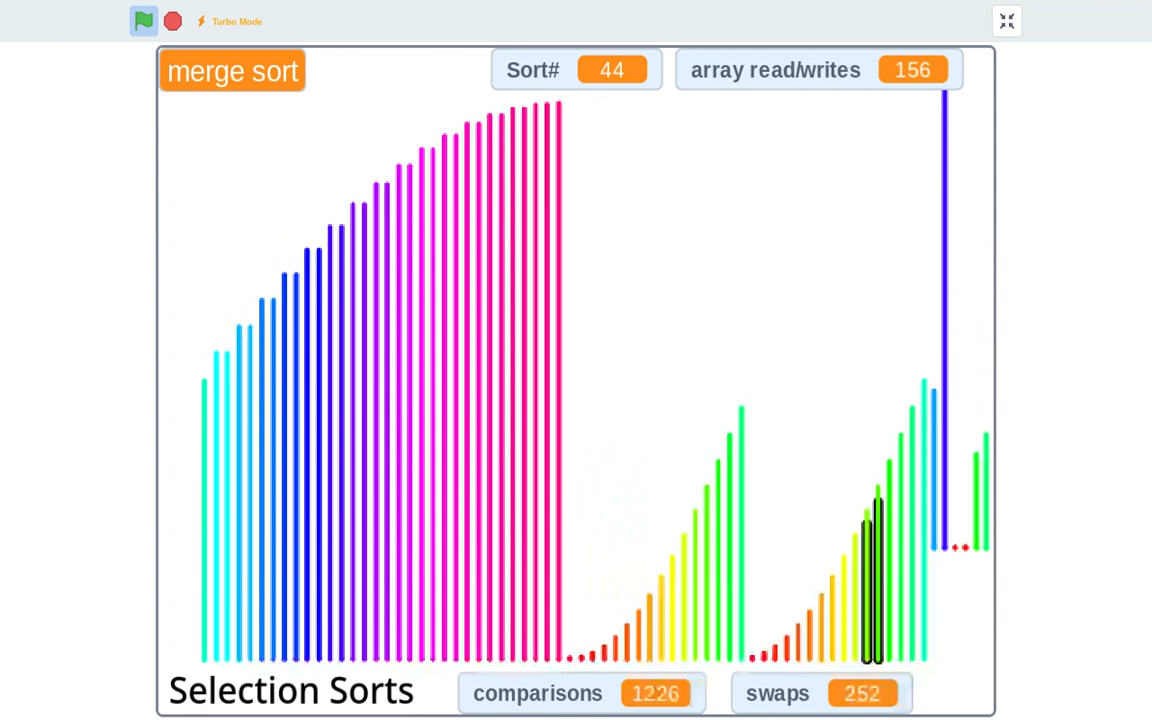 Turbo Mode
merge sort
Sort# 44
array read/writes 156
Selection Sorts
comparisons 1226
swaps 252